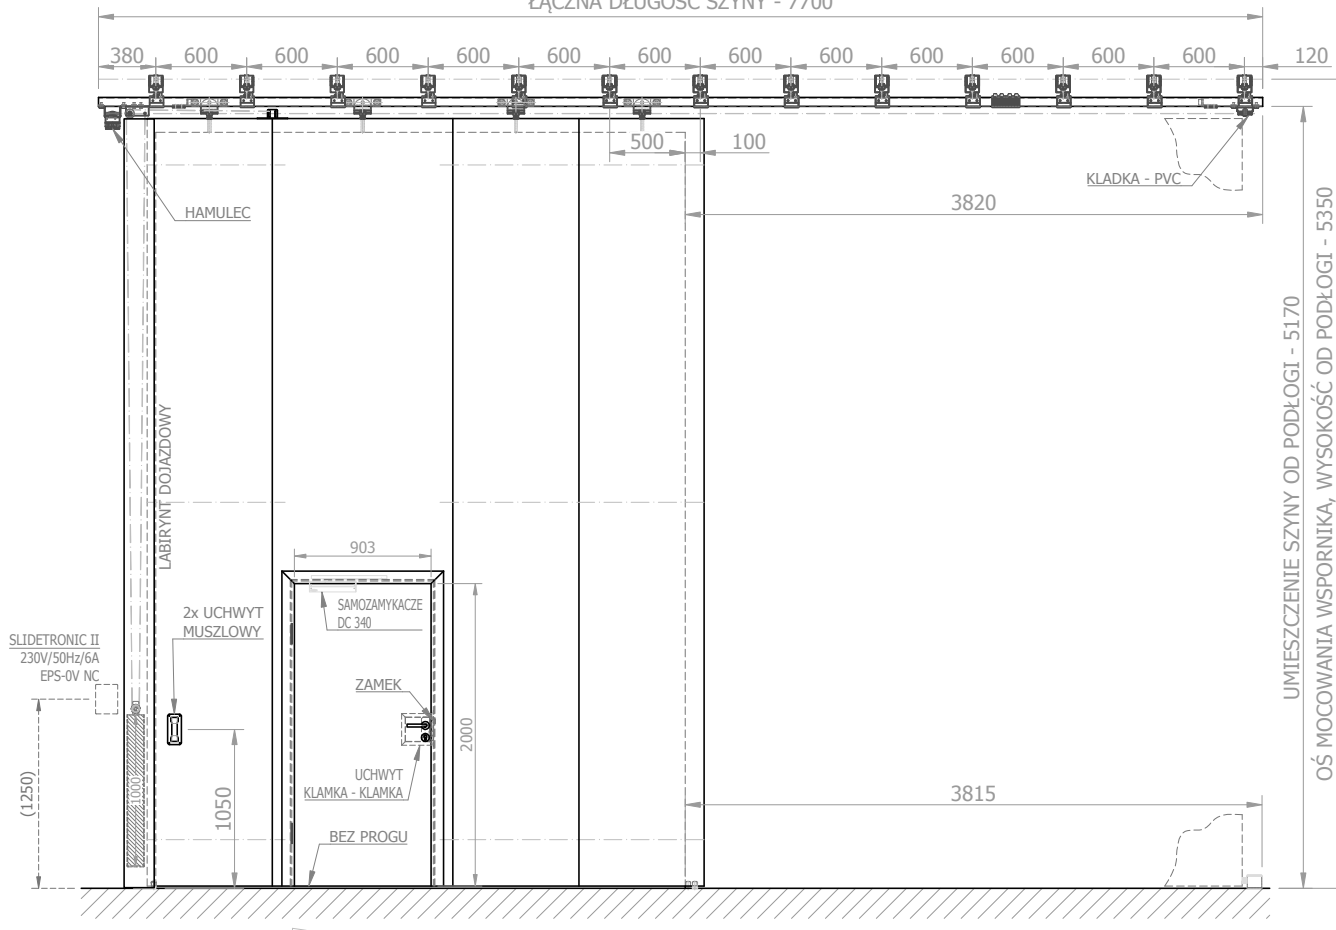 ŁĄCZNA DŁUGOŚĆ SZYNY - 7700
380 600 600 600 600 600 600 600 600 600 600 600 600 120
500 100
KLADKA - PVC
3820
HAMULEC
UMIESZCZENIE SZYNY OD PODŁOGI - 5170
OŚ MOCOWANIA WSPORNIKA, WYSOKOŚĆ OD PODŁOGI - 5350
LABIRYNT DOJAZDOWY
903
SAMOZAMYKACZE
DC 340
2x UCHWYT
MUSZLOWY
SLIDETRONIC II
230V/50Hz/6A
EPS-0V NC
ZAMEK
2000
UCHWYT
KLAMKA - KLAMKA
(1250)
1000
1050
3815
BEZ PROGU